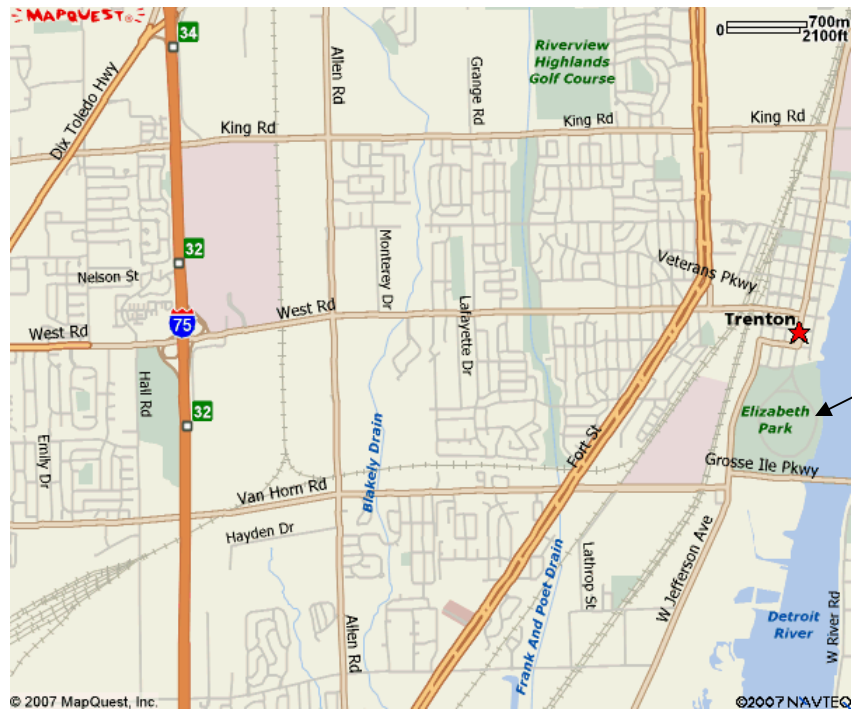 MAPQUEST®
34
700m
0
2100ft
Riverview
Highlands
Golf Course
Dix Toledo Hwy
Allen Rd
Grange Rd
King Rd
King Rd
King Rd
32
Nelson St
Monterey Dr
Veterans Pkwy
West Rd
75
West Rd
Trenton
Lafayette Dr
Hall Rd
32
Elizabeth
Park
Emily Dr
Blakely Drain
Fort St
Grosse Ile Pkwy
Van Horn Rd
Hayden Dr
Lathrop St
W Jefferson Ave
Frank And Poet Drain
Allen Rd
Detroit
River
W River Rd
© 2007 MapQuest, Inc.
©2007 NAVTEQ